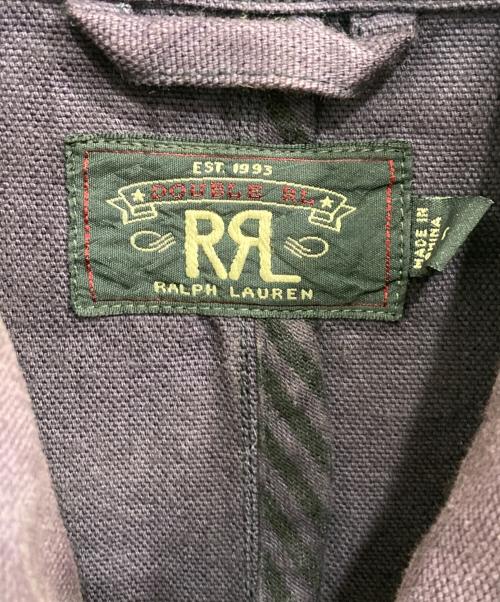 EST. 1993
DOUBLE RL
RRL
RALPH LAUREN
MADE IN
CHINA